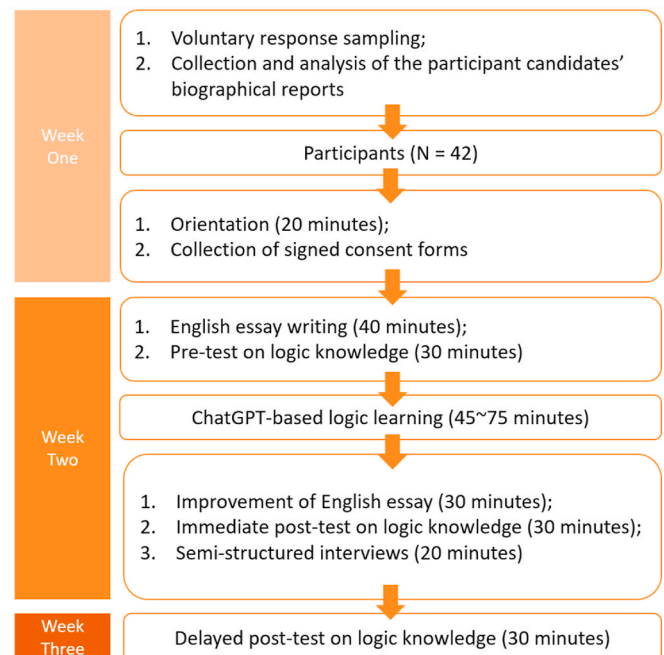 Week
One
1. Voluntary response sampling;
2. Collection and analysis of the participant candidates'
biographical reports
Participants (N = 42)
1. Orientation (20 minutes);
2. Collection of signed consent forms
Week
Two
1. English essay writing (40 minutes);
2. Pre-test on logic knowledge (30 minutes)
ChatGPT-based logic learning (45~75 minutes)
1. Improvement of English essay (30 minutes);
2. Immediate post-test on logic knowledge (30 minutes);
3. Semi-structured interviews (20 minutes)
Week
Three
Delayed post-test on logic knowledge (30 minutes)